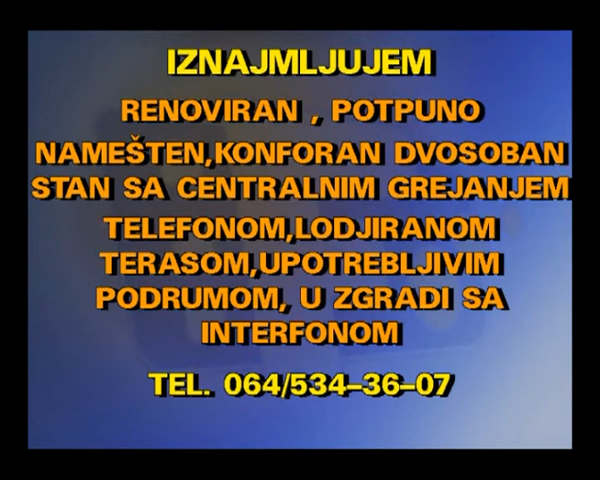 IZNAJMLJUJEM
RENOVIRAN , POTPUNO
NAMEŠTEN,KONFORAN DVOSOBAN
STAN SA CENTRALNIM GREJANJEM
TELEFONOM,LODJIRANOM
TERASOM,UPOTREBLJIVIM
PODRUMOM, U ZGRADI SA
INTERFONOM
TEL. 064/534-36-07